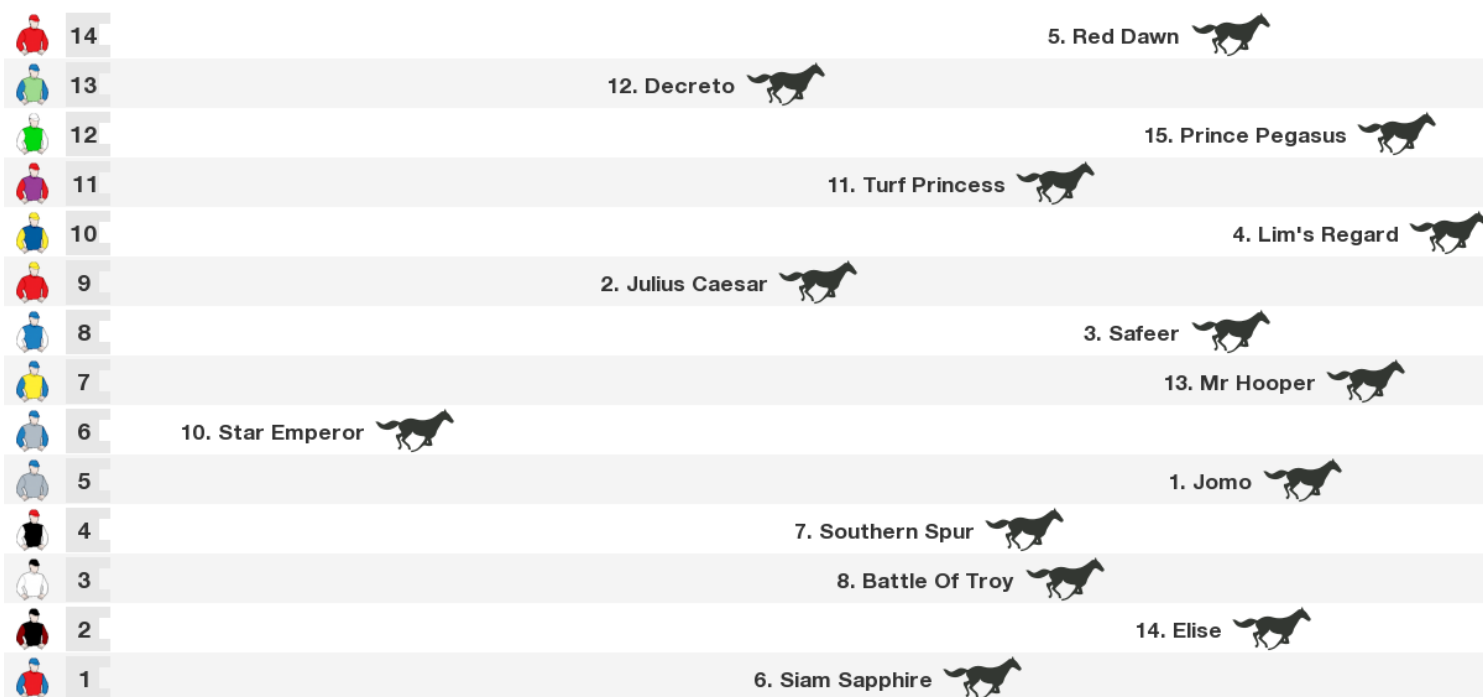 14 5. Red Dawn
13 12. Decreto
12 15. Prince Pegasus
11 11. Turf Princess
10 4. Lim's Regard
9 2. Julius Caesar
8 3. Safeer
7 13. Mr Hooper
6 10. Star Emperor
5 1. Jomo
4 7. Southern Spur
3 8. Battle Of Troy
2 14. Elise
1 6. Siam Sapphire